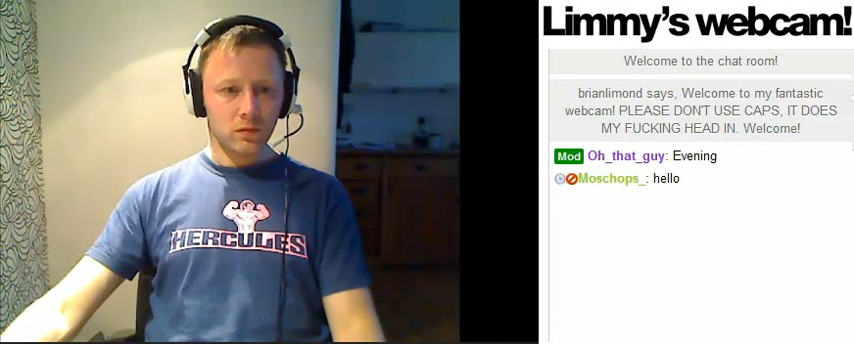 Limmy's webcam!
Welcome to the chat room!
brianlimond says, Welcome to my fantastic
webcam! PLEASE DON'T USE CAPS, IT DOES
MY FUCKING HEAD IN. Welcome!
Mod Oh_that_guy: Evening
Moschops_: hello
HERCULES